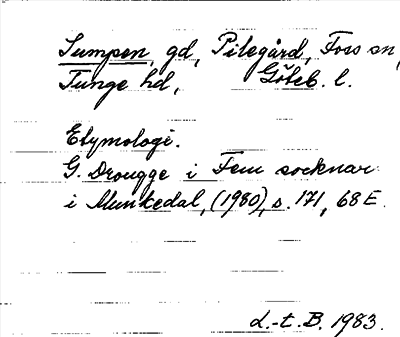 Sumpen, gd, Pilegård, Foss sn,
Tunge hd, Göteb. l.
Etymologi.
G. Drougge i Fem socknar
i Munkedal, (1980), s. 171, 68 E.
L.-t. B. 1983.